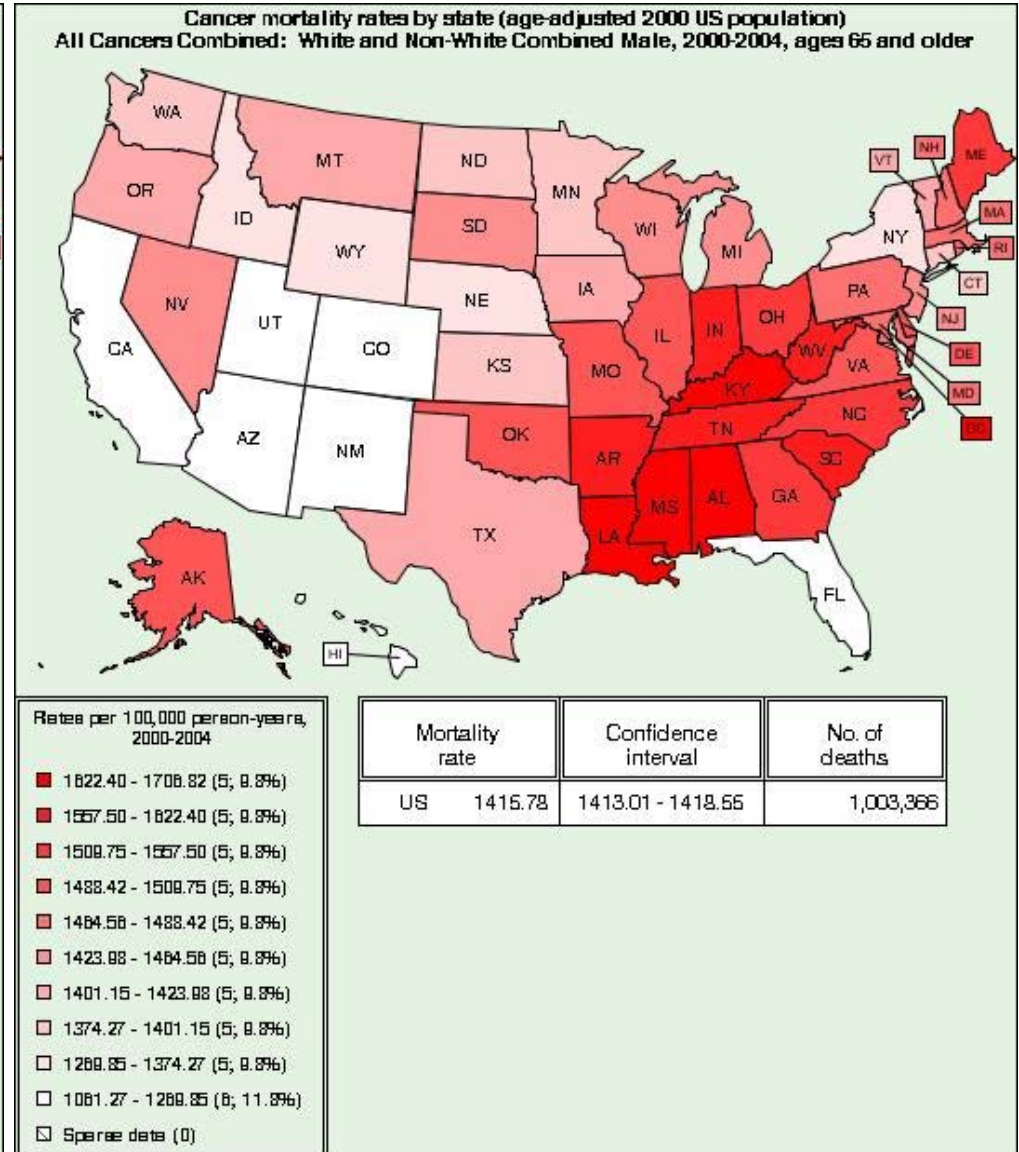 Cancer mortality rates by state (age-adjusted 2000 US population)
All Cancers Combined: White and Non-White Combined Male, 2000-2004, ages 65 and older
WA
MT
ND
MN
VT
NH
ME
OR
ID
SD
WI
MI
NY
MA
RI
WY
CT
NE
IA
PA
NJ
NV
UT
CO
IL
IN
OH
DE
CA
KS
MO
WV
VA
MD
KY
DC
AZ
NM
OK
TN
NC
AR
SC
MS
AL
GA
TX
LA
AK
FL
HI
Rates per 100,000 person-years,
2000-2004
1622.40 - 1706.82 (5; 9.8%)
1557.50 - 1622.40 (5; 9.8%)
1509.75 - 1557.50 (5; 9.8%)
1488.42 - 1509.75 (5; 9.8%)
1464.56 - 1488.42 (5; 9.8%)
1423.98 - 1464.56 (5; 9.8%)
1401.15 - 1423.98 (5; 9.8%)
1374.27 - 1401.15 (5; 9.8%)
1269.85 - 1374.27 (5; 9.8%)
1061.27 - 1269.85 (6; 11.8%)
Sparse data (0)
Mortality rate
Confidence interval
No. of deaths
US 1415.78 1413.01 - 1418.55 1,003,366